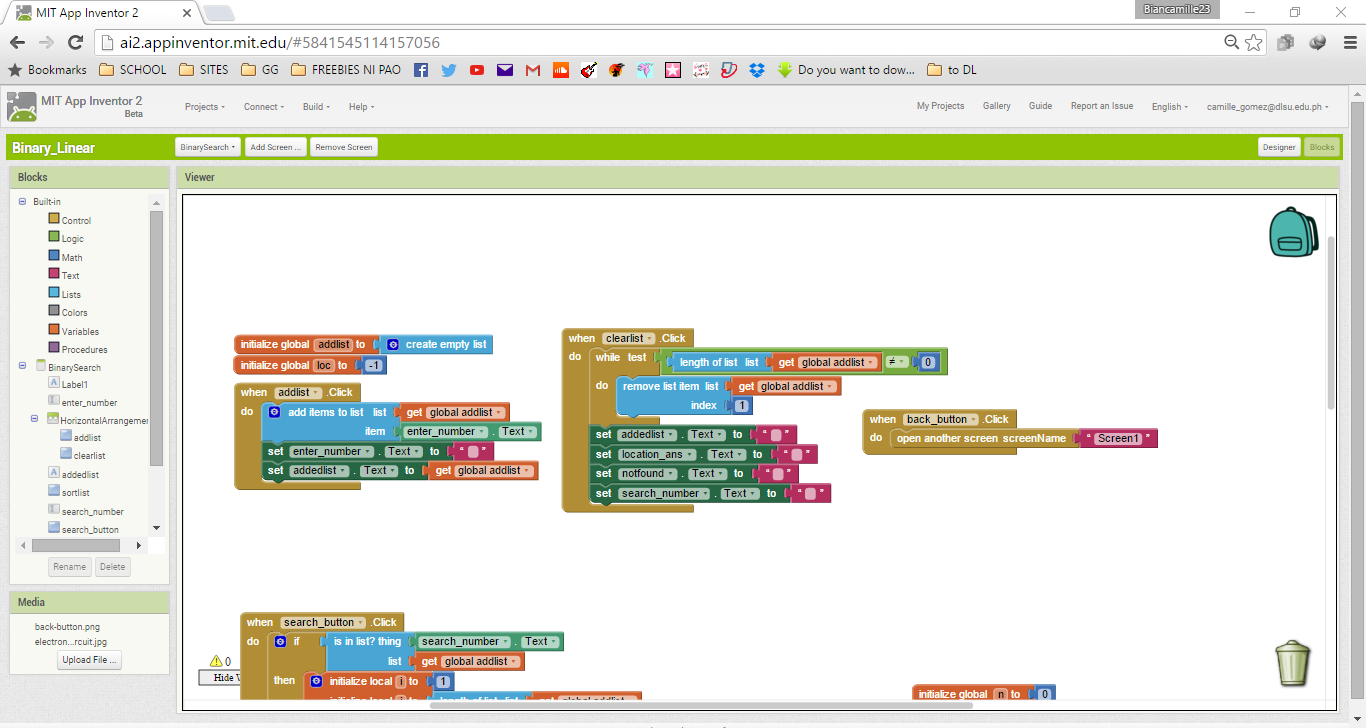 MIT App Inventor 2
Biancamille23
ai2.appinventor.mit.edu/#5841545114157056
Bookmarks SCHOOL SITES GG FREEBIES NI PAO Do you want to dow... to DL
MIT App Inventor 2
Beta
Projects Connect Build Help My Projects Gallery Guide Report an Issue English camille_gomez@dlsu.edu.ph
Binary_Linear BinarySearch Add Screen ... Remove Screen Designer Blocks
Blocks
Built-in
Control
Logic
Math
Text
Lists
Colors
Variables
Procedures
BinarySearch
Label1
enter_number
HorizontalArrangemer
addlist
clearlist
addedlist
sortlist
search_number
search_button
Rename Delete
Media
back-button.png
electron...rcuit.jpg
Upload File ...
Viewer
initialize global addlist to create empty list
initialize global loc to -1
when addlist .Click
do add items to list list get global addlist
item enter_number . Text
set enter_number . Text to " "
set addedlist . Text to get global addlist
when clearlist .Click
do while test length of list list get global addlist ≠ 0
do remove list item list get global addlist
index 1
set addedlist . Text to " "
set location_ans . Text to " "
set notfound . Text to " "
set search_number . Text to " "
when back_button .Click
do open another screen screenName " Screen1 "
when search_button .Click
do if is in list? thing search_number . Text
list get global addlist
then initialize local i to 1
0
Hide
initialize global n to 0